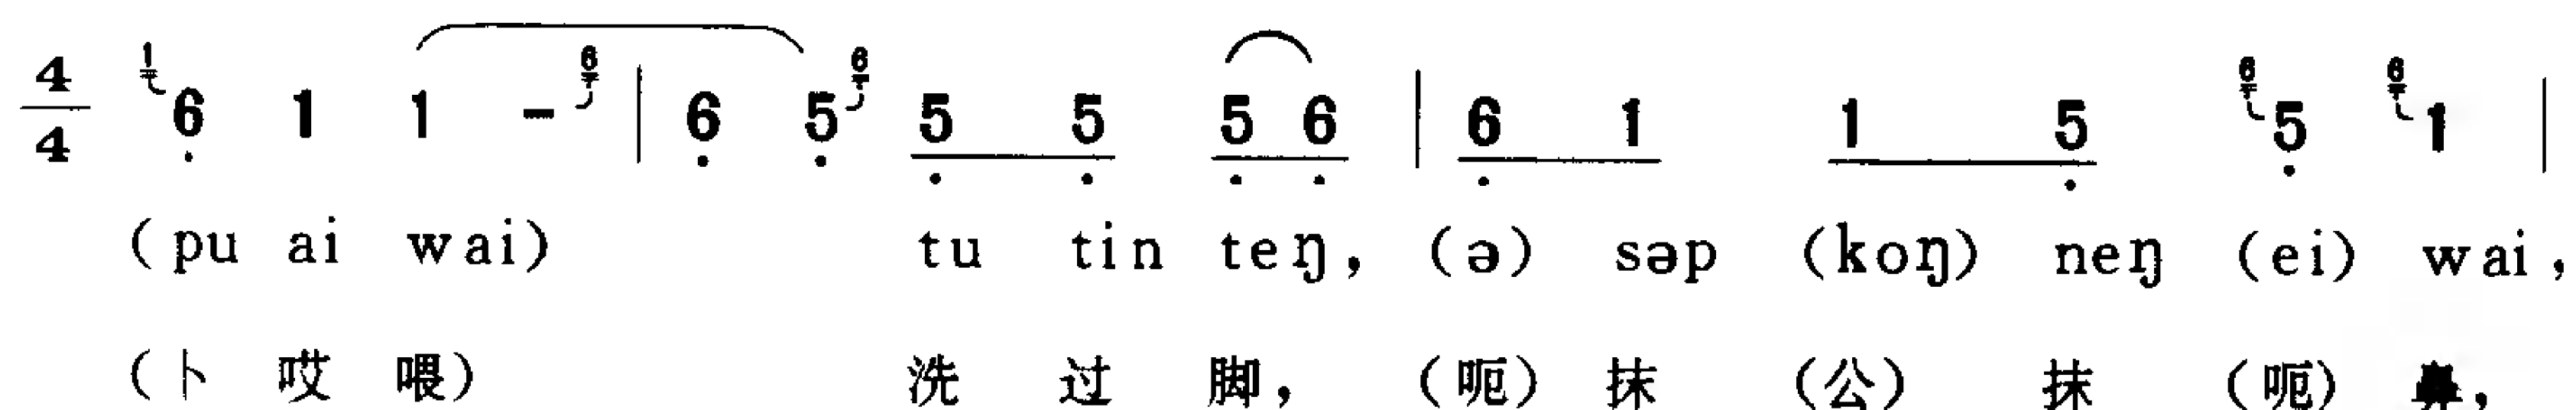 4/4 6 1 1 - | 6 5 5 5 5 6 | 6 1 1 5 5 1 |
(pu ai wai) tu tin teŋ, (ə) səp (koŋ) neŋ (ei) wai,
(卜 哎 喂) 洗 过 脚, (呃) 抹 (公) 抹 (呃) 鼻,